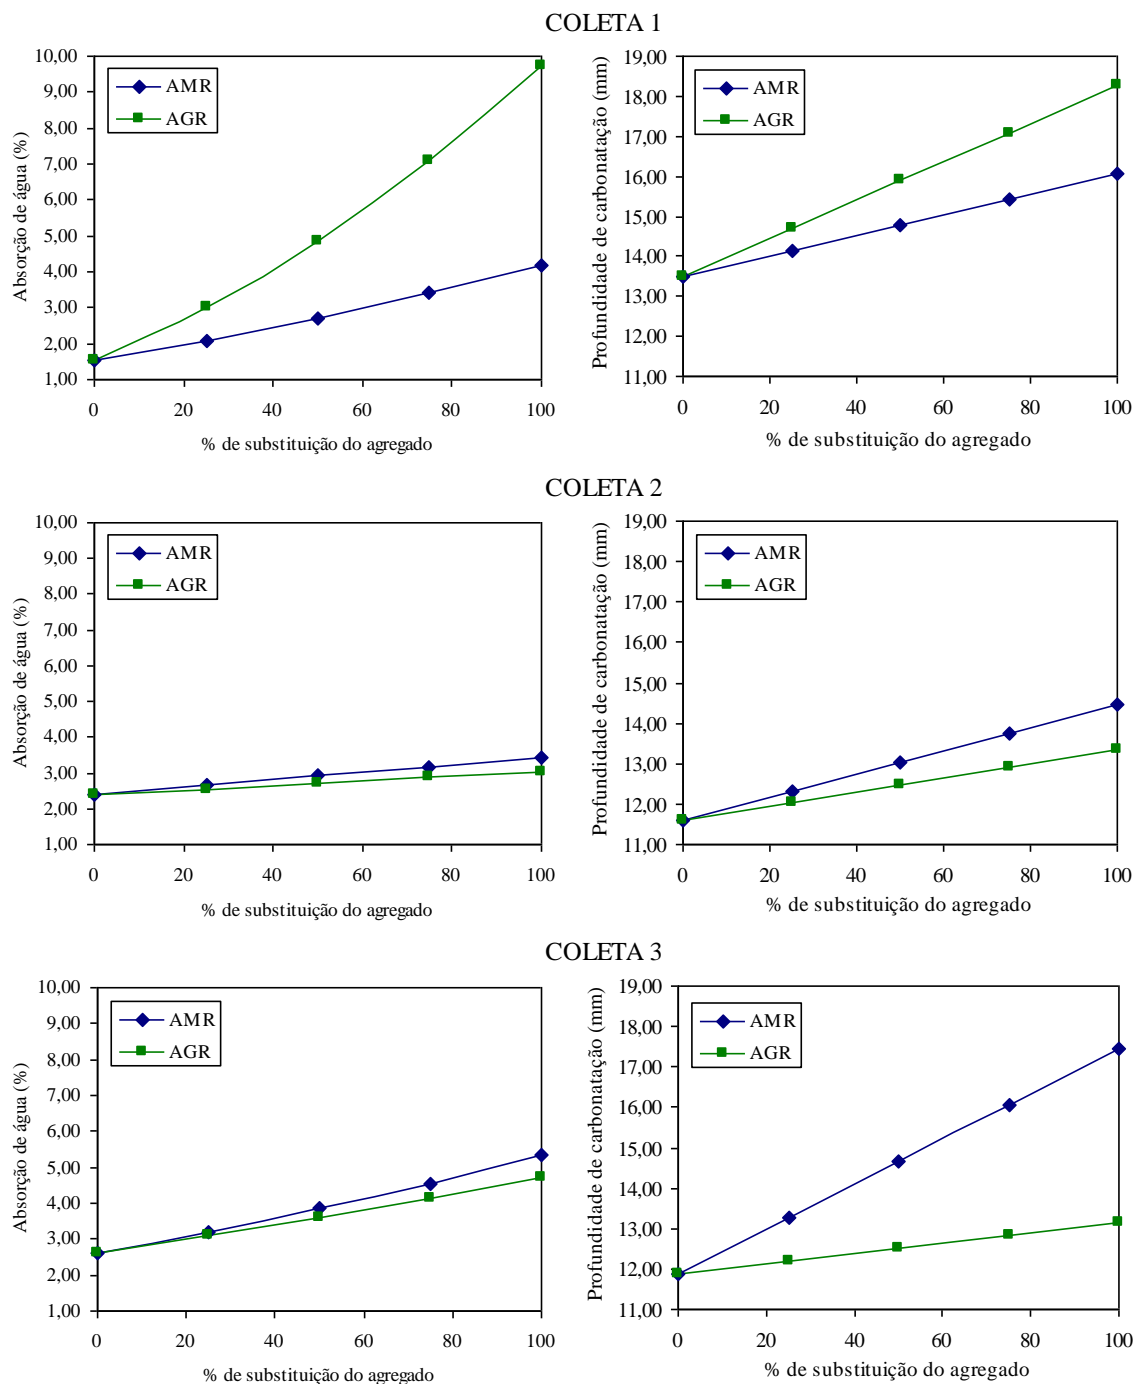 COLETA 1
10,00
9,00
8,00
7,00
6,00
5,00
4,00
3,00
2,00
1,00
Absorção de água (%)
AMR
AGR
0 20 40 60 80 100
% de substituição do agregado
19,00
18,00
17,00
16,00
15,00
14,00
13,00
12,00
11,00
Profundidade de carbonatação (mm)
AMR
AGR
0 20 40 60 80 100
% de substituição do agregado
COLETA 2
10,00
9,00
8,00
7,00
6,00
5,00
4,00
3,00
2,00
1,00
Absorção de água (%)
AMR
AGR
0 20 40 60 80 100
% de substituição do agregado
19,00
18,00
17,00
16,00
15,00
14,00
13,00
12,00
11,00
Profundidade de carbonatação (mm)
AMR
AGR
0 20 40 60 80 100
% de substituição do agregado
COLETA 3
10,00
9,00
8,00
7,00
6,00
5,00
4,00
3,00
2,00
1,00
Absorção de água (%)
AMR
AGR
0 20 40 60 80 100
% de substituição do agregado
19,00
18,00
17,00
16,00
15,00
14,00
13,00
12,00
11,00
Profundidade de carbonatação (mm)
AMR
AGR
0 20 40 60 80 100
% de substituição do agregado